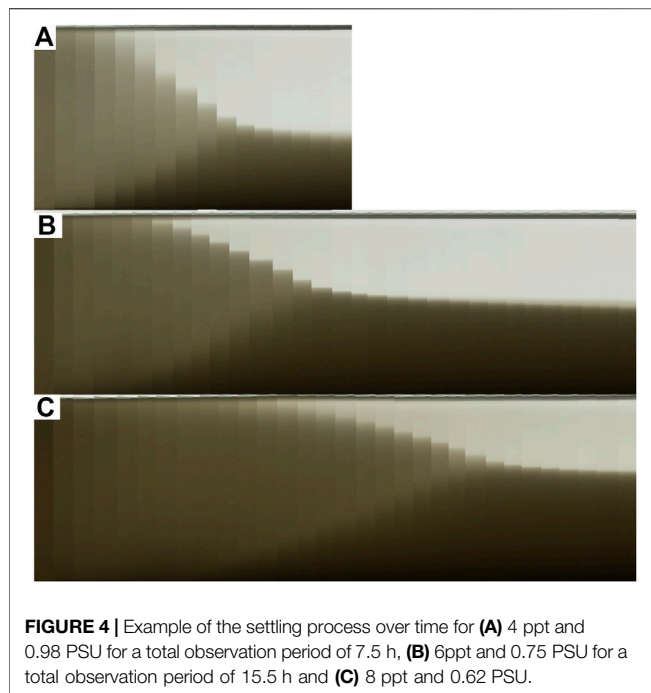 A
B
C
FIGURE 4 | Example of the settling process over time for (A) 4 ppt and
0.98 PSU for a total observation period of 7.5 h, (B) 6ppt and 0.75 PSU for a
total observation period of 15.5 h and (C) 8 ppt and 0.62 PSU.